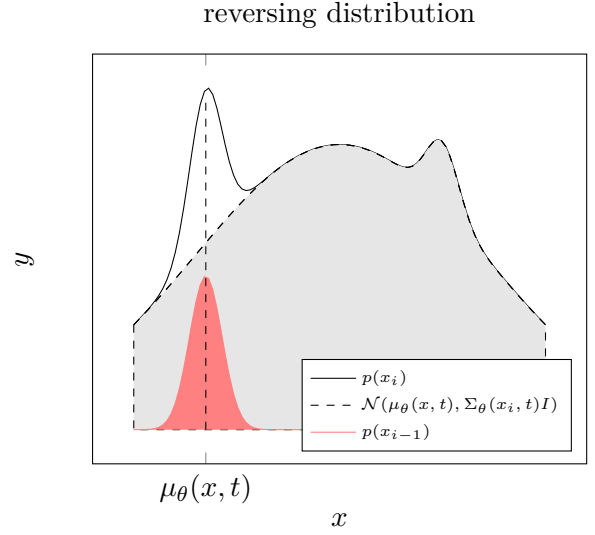 reversing distribution
y
p(x_i)
𝒩(μ_θ(x, t), Σ_θ(x_i, t)I)
p(x_{i−1})
μ_θ(x, t)
x